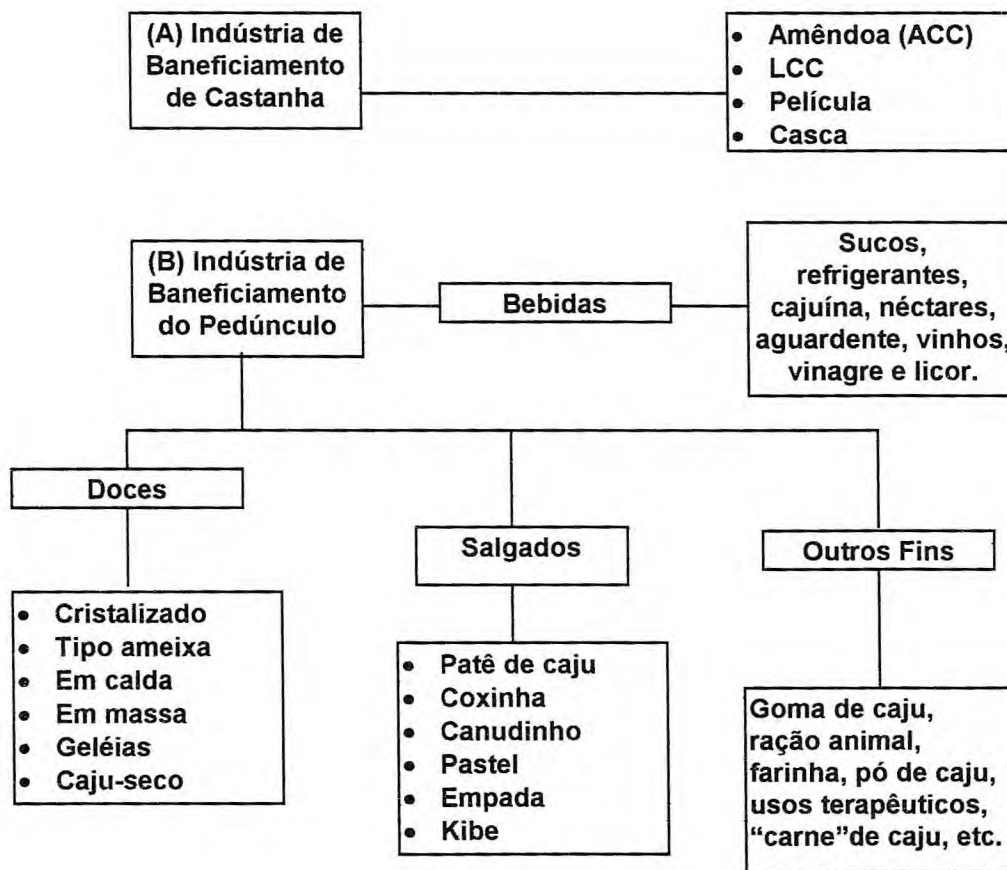 (A) Indústria de
Baneficiamento
de Castanha
• Amêndoa (ACC)
• LCC
• Película
• Casca
(B) Indústria de
Baneficiamento
do Pedúnculo
Bebidas
Sucos,
refrigerantes,
cajuína, néctares,
aguardente, vinhos,
vinagre e licor.
Doces
• Cristalizado
• Tipo ameixa
• Em calda
• Em massa
• Geléias
• Caju-seco
Salgados
• Patê de caju
• Coxinha
• Canudinho
• Pastel
• Empada
• Kibe
Outros Fins
Goma de caju,
ração animal,
farinha, pó de caju,
usos terapêuticos,
“carne”de caju, etc.